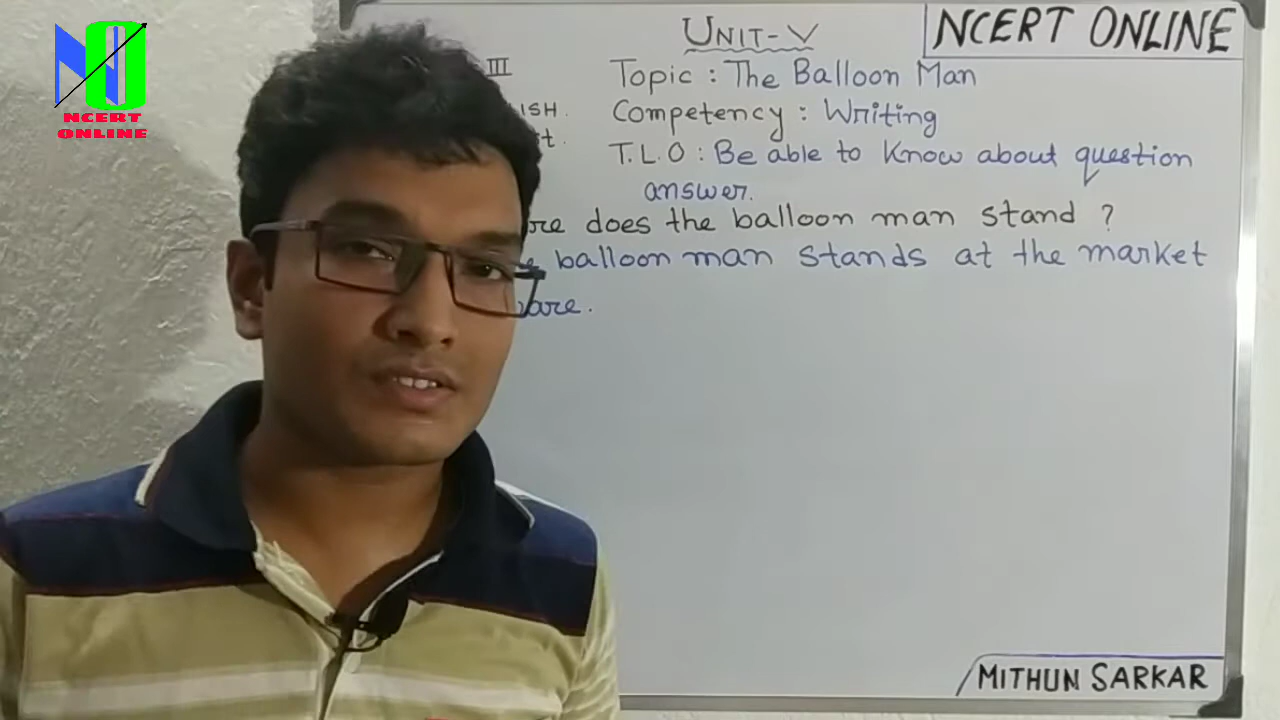 NCERT
ONLINE
UNIT-V
NCERT ONLINE
III
Topic : The Balloon Man
Competency : Writing
T.L.O : Be able to Know about question
answer.
does the balloon man stand ?
balloon man stands at the market
MITHUN SARKAR